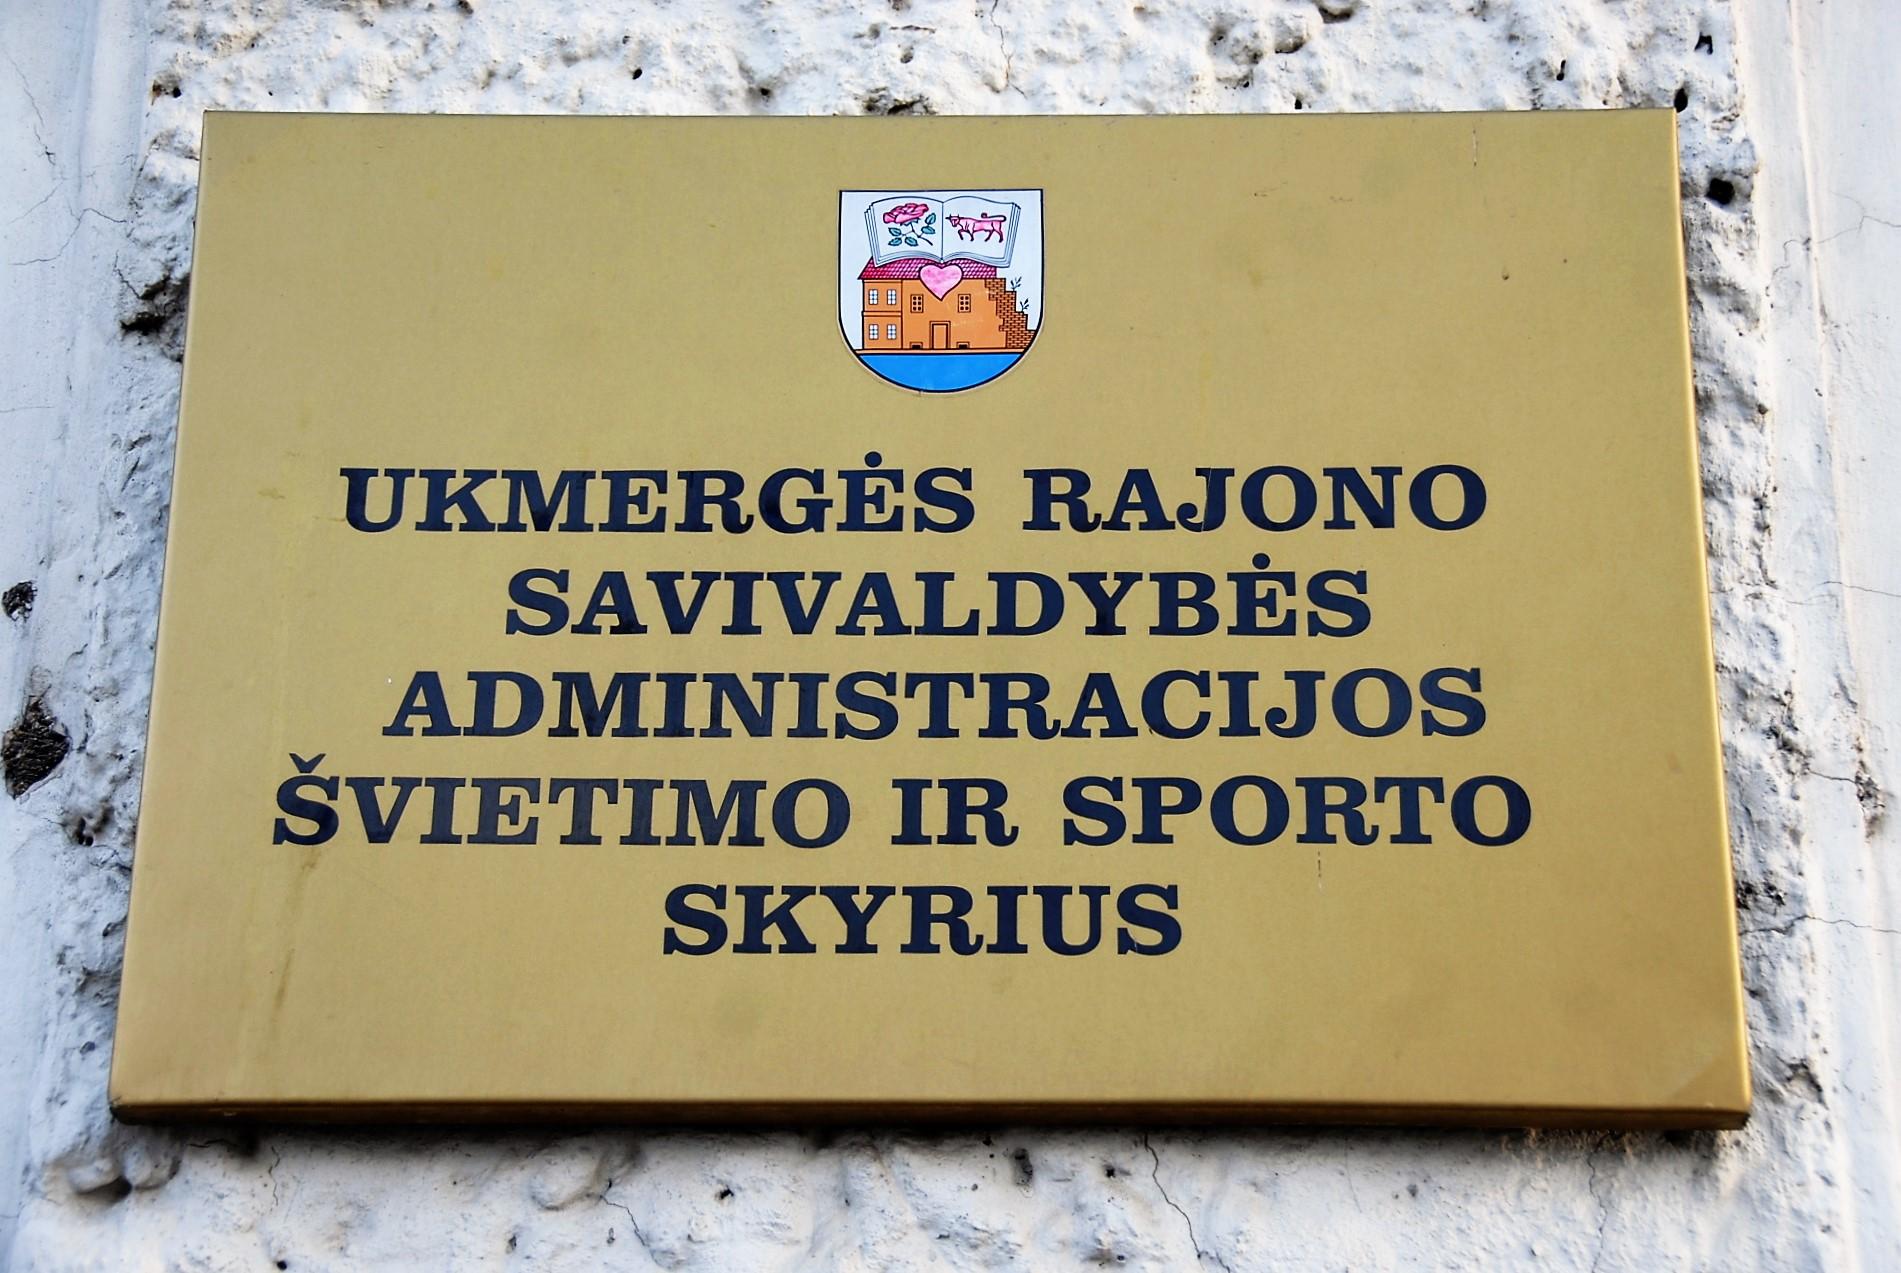 UKMERGĖS RAJONO
SAVIVALDYBĖS
ADMINISTRACIJOS
ŠVIETIMO IR SPORTO
SKYRIUS